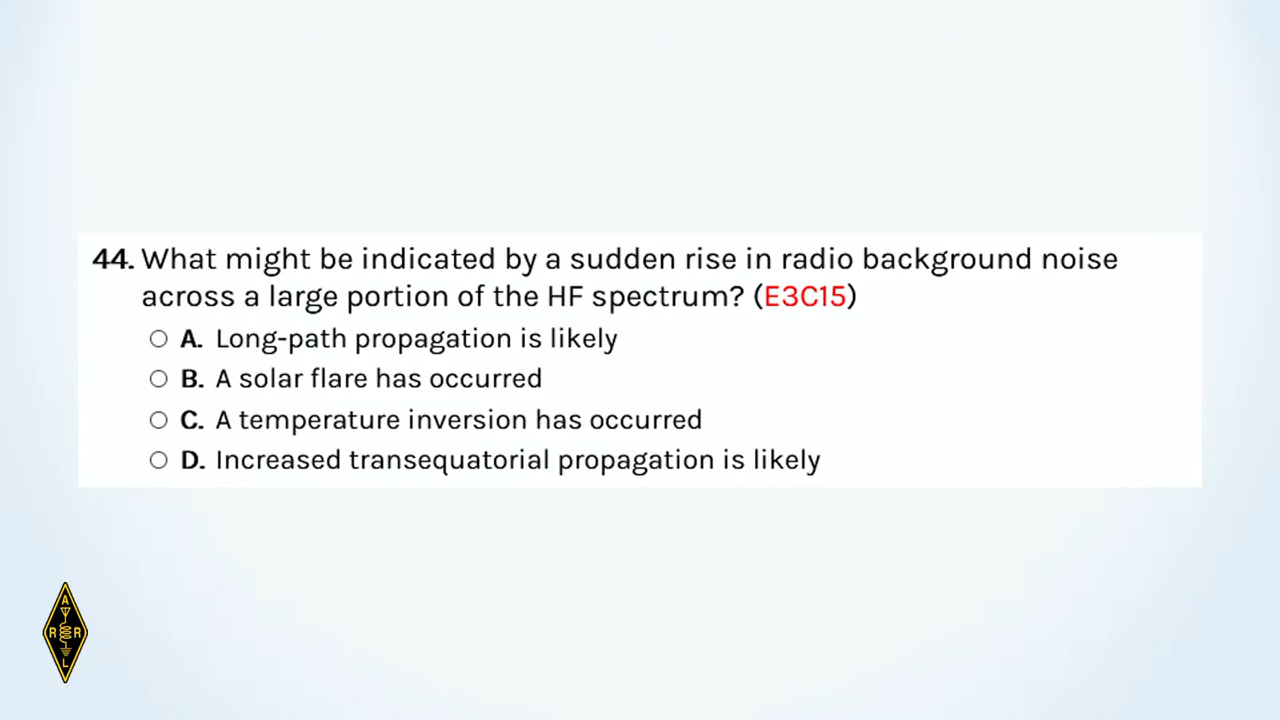 44. What might be indicated by a sudden rise in radio background noise
across a large portion of the HF spectrum? (E3C15)
A. Long-path propagation is likely
B. A solar flare has occurred
C. A temperature inversion has occurred
D. Increased transequatorial propagation is likely
A
R R
L